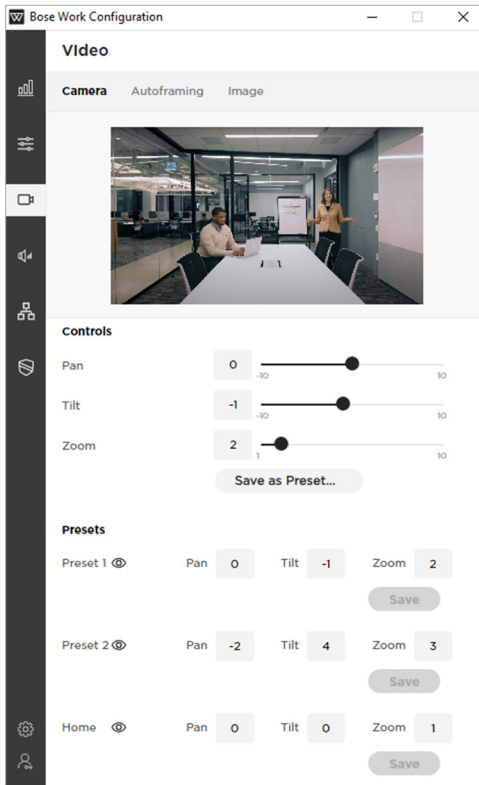 Bose Work Configuration
VIdeo
Camera Autoframing Image
Controls
Pan 0 -10 10
Tilt -1 -10 10
Zoom 2 1 10
Save as Preset...
Presets
Preset 1 Pan 0 Tilt -1 Zoom 2
Save
Preset 2 Pan -2 Tilt 4 Zoom 3
Save
Home Pan 0 Tilt 0 Zoom 1
Save